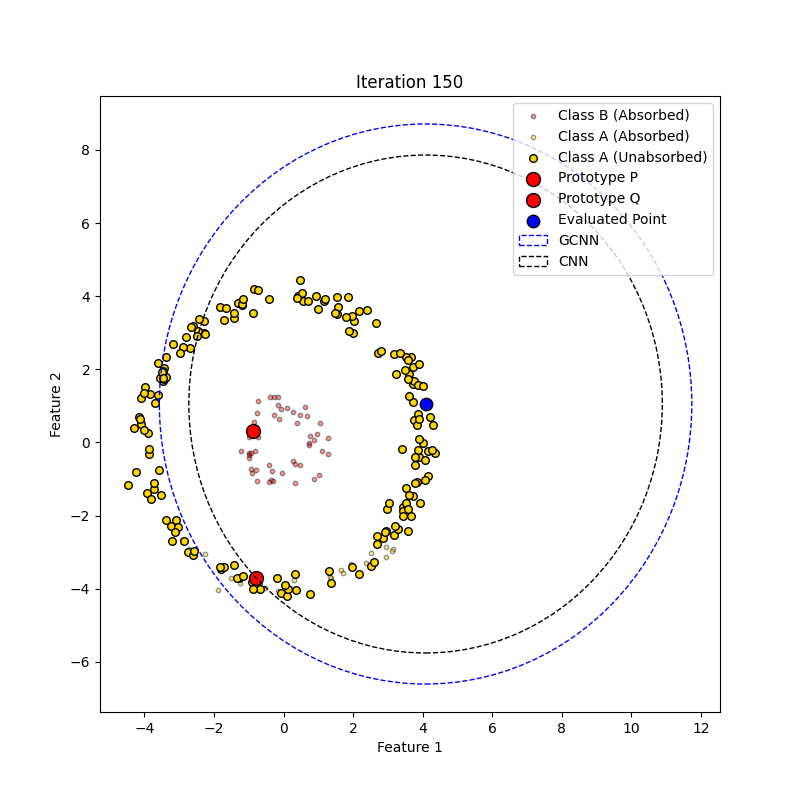 Iteration 150
Class B (Absorbed)
Class A (Absorbed)
Class A (Unabsorbed)
Prototype P
Prototype Q
Evaluated Point
GCNN
CNN
Feature 2
8
6
4
2
0
−2
−4
−6
−4
−2
0
2
4
6
8
10
12
Feature 1